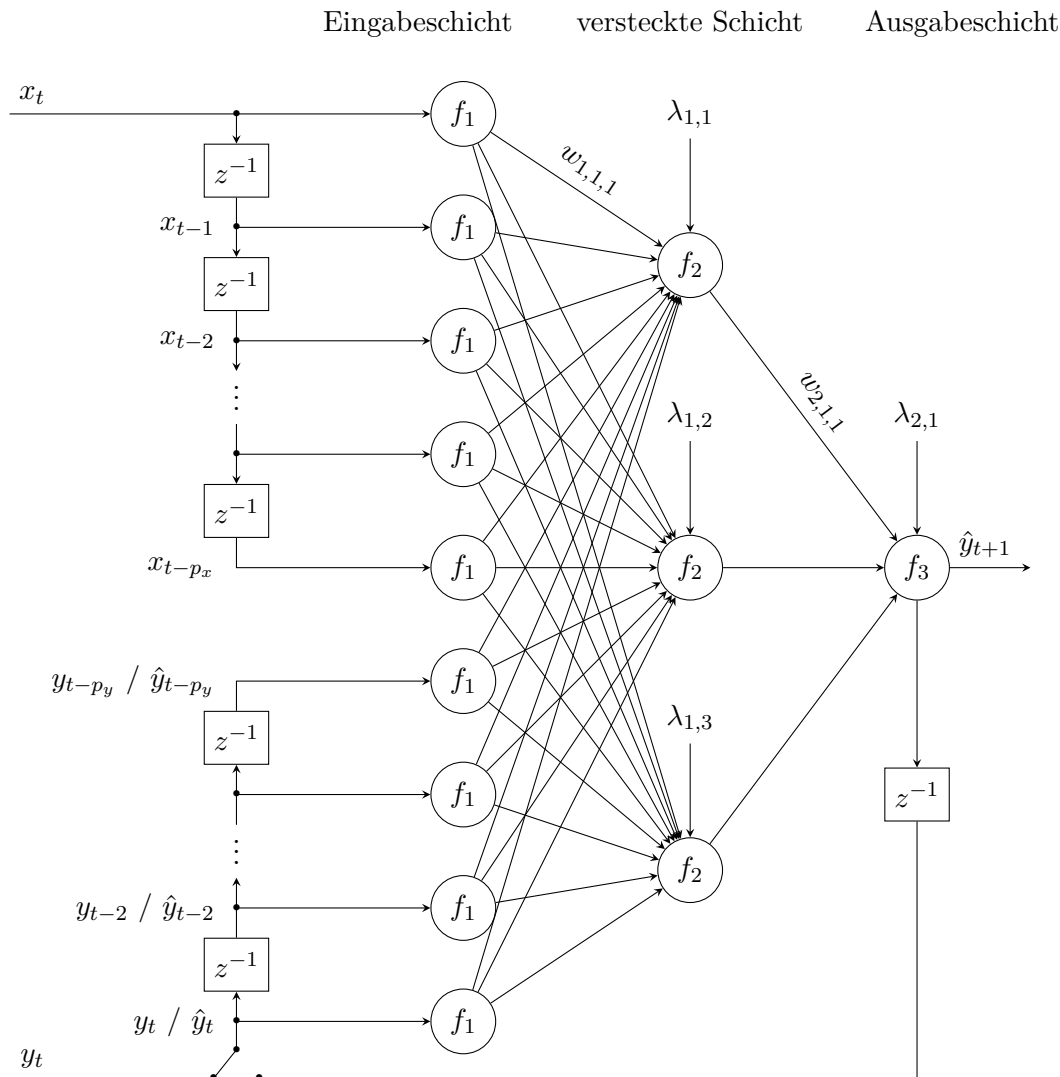 Eingabeschicht versteckte Schicht Ausgabeschicht
x_t
f_1
λ_{1,1}
z^{-1}
w_{1,1,1}
x_{t-1}
f_1
f_2
z^{-1}
x_{t-2}
f_1
⋮
w_{2,1,1}
λ_{1,2}
λ_{2,1}
f_1
z^{-1}
x_{t-p_x}
f_1
f_2
f_3
ŷ_{t+1}
y_{t-p_y} / ŷ_{t-p_y}
f_1
z^{-1}
λ_{1,3}
f_1
z^{-1}
⋮
f_2
y_{t-2} / ŷ_{t-2}
f_1
z^{-1}
y_t / ŷ_t
f_1
y_t